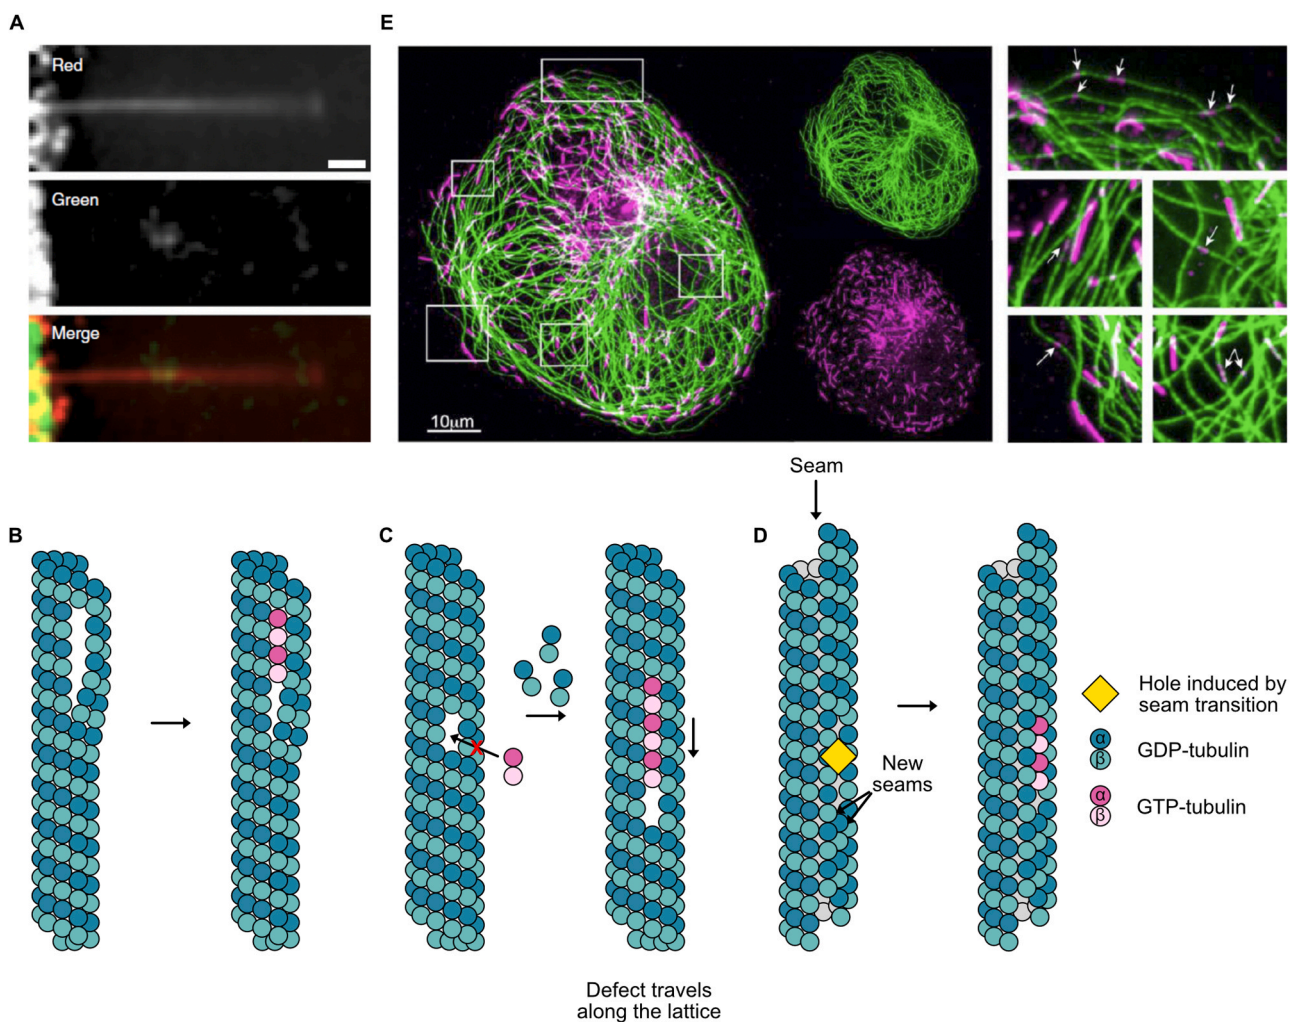 A
Red
Green
Merge
E
10μm
B
C
Seam
D
New
seams
Hole induced by
seam transition
α
β
GDP-tubulin
α
β
GTP-tubulin
Defect travels
along the lattice